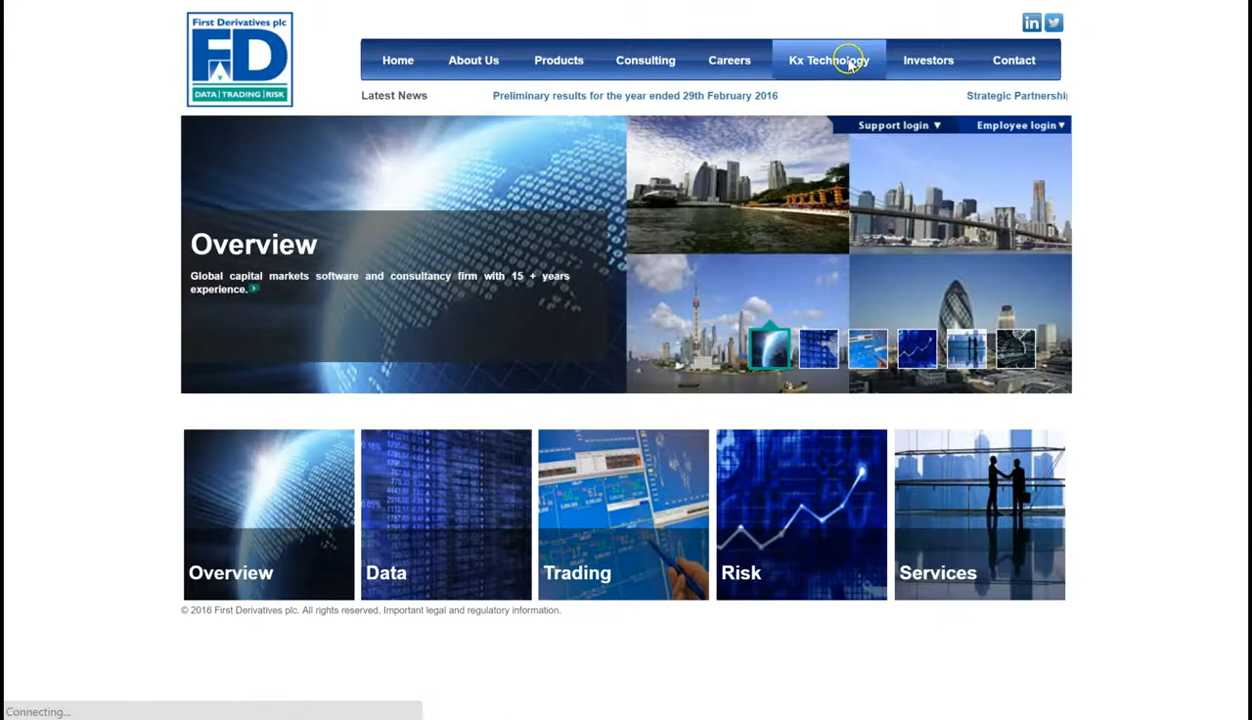 First Derivatives plc
FD
DATA | TRADING | RISK
Home About Us Products Consulting Careers Kx Technology Investors Contact
Latest News Preliminary results for the year ended 29th February 2016 Strategic
Support login ▼ Employee login ▼
Overview
Global capital markets software and consultancy firm with 15 + years
experience.
Overview Data Trading Risk Services
© 2016 First Derivatives plc. All rights reserved. Important legal and regulatory information.
Connecting...